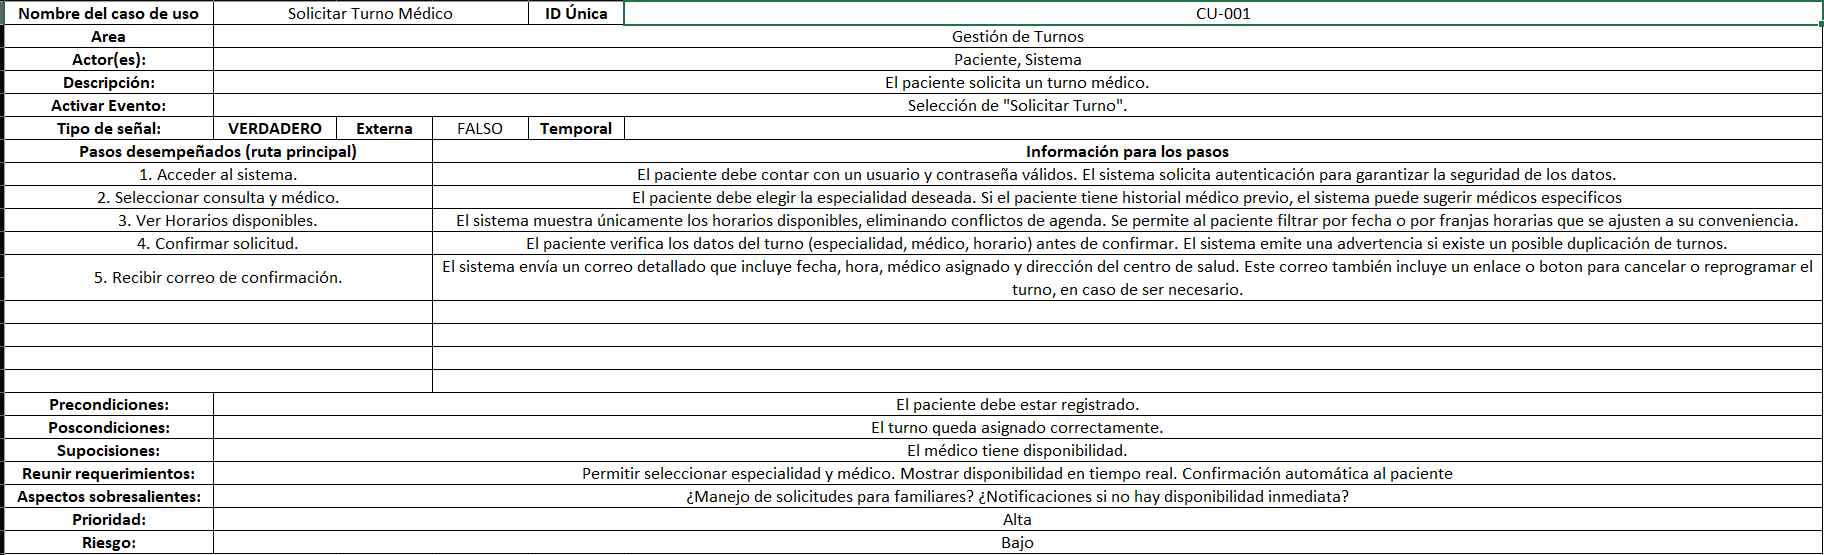 Nombre del caso de uso Solicitar Turno Médico ID Única CU-001
Area Gestión de Turnos
Actor(es): Paciente, Sistema
Descripción: El paciente solicita un turno médico.
Activar Evento: Selección de "Solicitar Turno".
Tipo de señal: VERDADERO Externa FALSO Temporal
Pasos desempeñados (ruta principal) Información para los pasos
1. Acceder al sistema. El paciente debe contar con un usuario y contraseña válidos. El sistema solicita autenticación para garantizar la seguridad de los datos.
2. Seleccionar consulta y médico. El paciente debe elegir la especialidad deseada. Si el paciente tiene historial médico previo, el sistema puede sugerir médicos especificos
3. Ver Horarios disponibles. El sistema muestra únicamente los horarios disponibles, eliminando conflictos de agenda. Se permite al paciente filtrar por fecha o por franjas horarias que se ajusten a su conveniencia.
4. Confirmar solicitud. El paciente verifica los datos del turno (especialidad, médico, horario) antes de confirmar. El sistema emite una advertencia si existe un posible duplicación de turnos.
5. Recibir correo de confirmación. El sistema envía un correo detallado que incluye fecha, hora, médico asignado y dirección del centro de salud. Este correo también incluye un enlace o boton para cancelar o reprogramar el
turno, en caso de ser necesario.
Precondiciones: El paciente debe estar registrado.
Poscondiciones: El turno queda asignado correctamente.
Supocisiones: El médico tiene disponibilidad.
Reunir requerimientos: Permitir seleccionar especialidad y médico. Mostrar disponibilidad en tiempo real. Confirmación automática al paciente
Aspectos sobresalientes: ¿Manejo de solicitudes para familiares? ¿Notificaciones si no hay disponibilidad inmediata?
Prioridad: Alta
Riesgo: Bajo